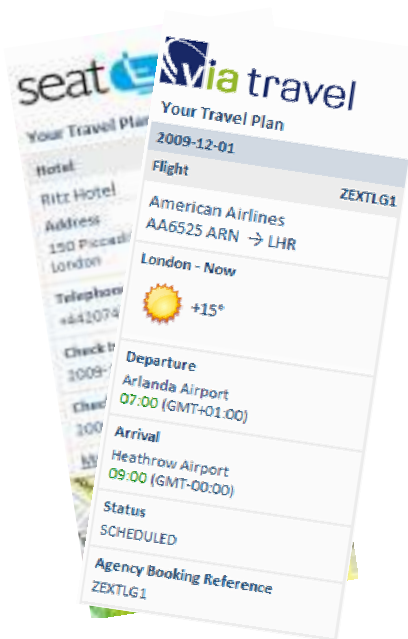 seat
Your Travel Plan
Hotel
Ritz Hotel
Address
150
London
Telephone
Check
2009-
via travel
Your Travel Plan
2009-12-01
Flight
ZEXTLG1
American Airlines
AA6525 ARN → LHR
London - Now
+15°
Departure
Arlanda Airport
07:00 (GMT+01:00)
Arrival
Heathrow Airport
09:00 (GMT-00:00)
Status
SCHEDULED
Agency Booking Reference
ZEXTLG1